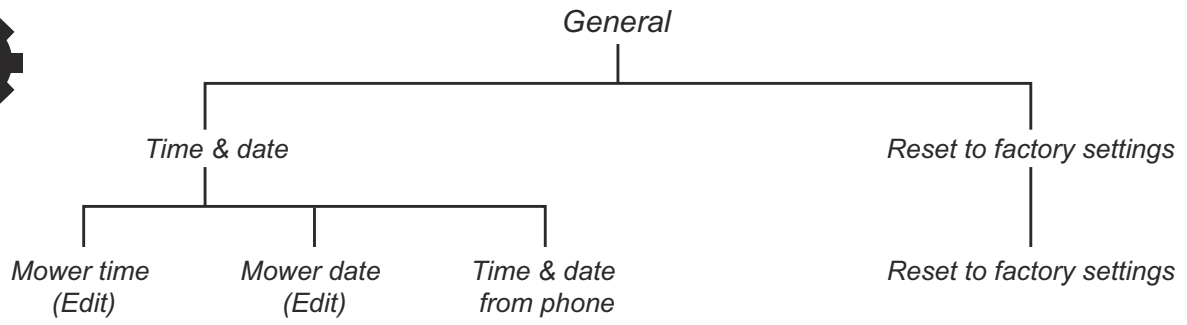 General
Time & date
Reset to factory settings
Mower time
(Edit)
Mower date
(Edit)
Time & date
from phone
Reset to factory settings